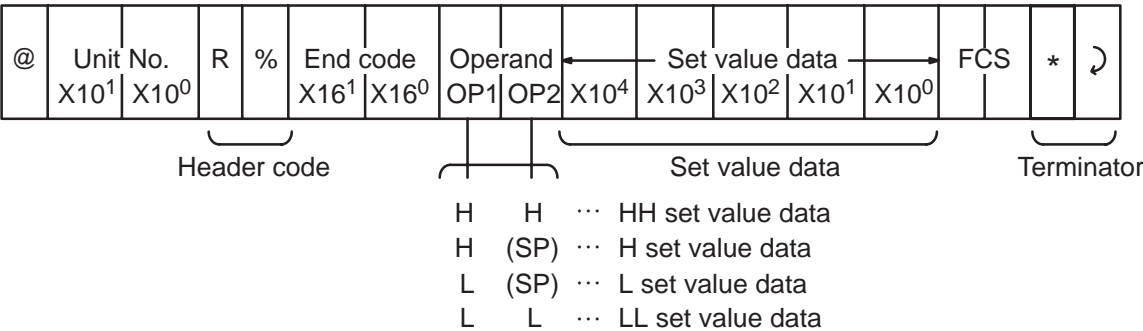 @ Unit No. R % End code Operand Set value data FCS * ⤸
X10¹ X10⁰ X16¹ X16⁰ OP1 OP2 X10⁴ X10³ X10² X10¹ X10⁰
Header code Set value data Terminator
H H ··· HH set value data
H (SP) ··· H set value data
L (SP) ··· L set value data
L L ··· LL set value data